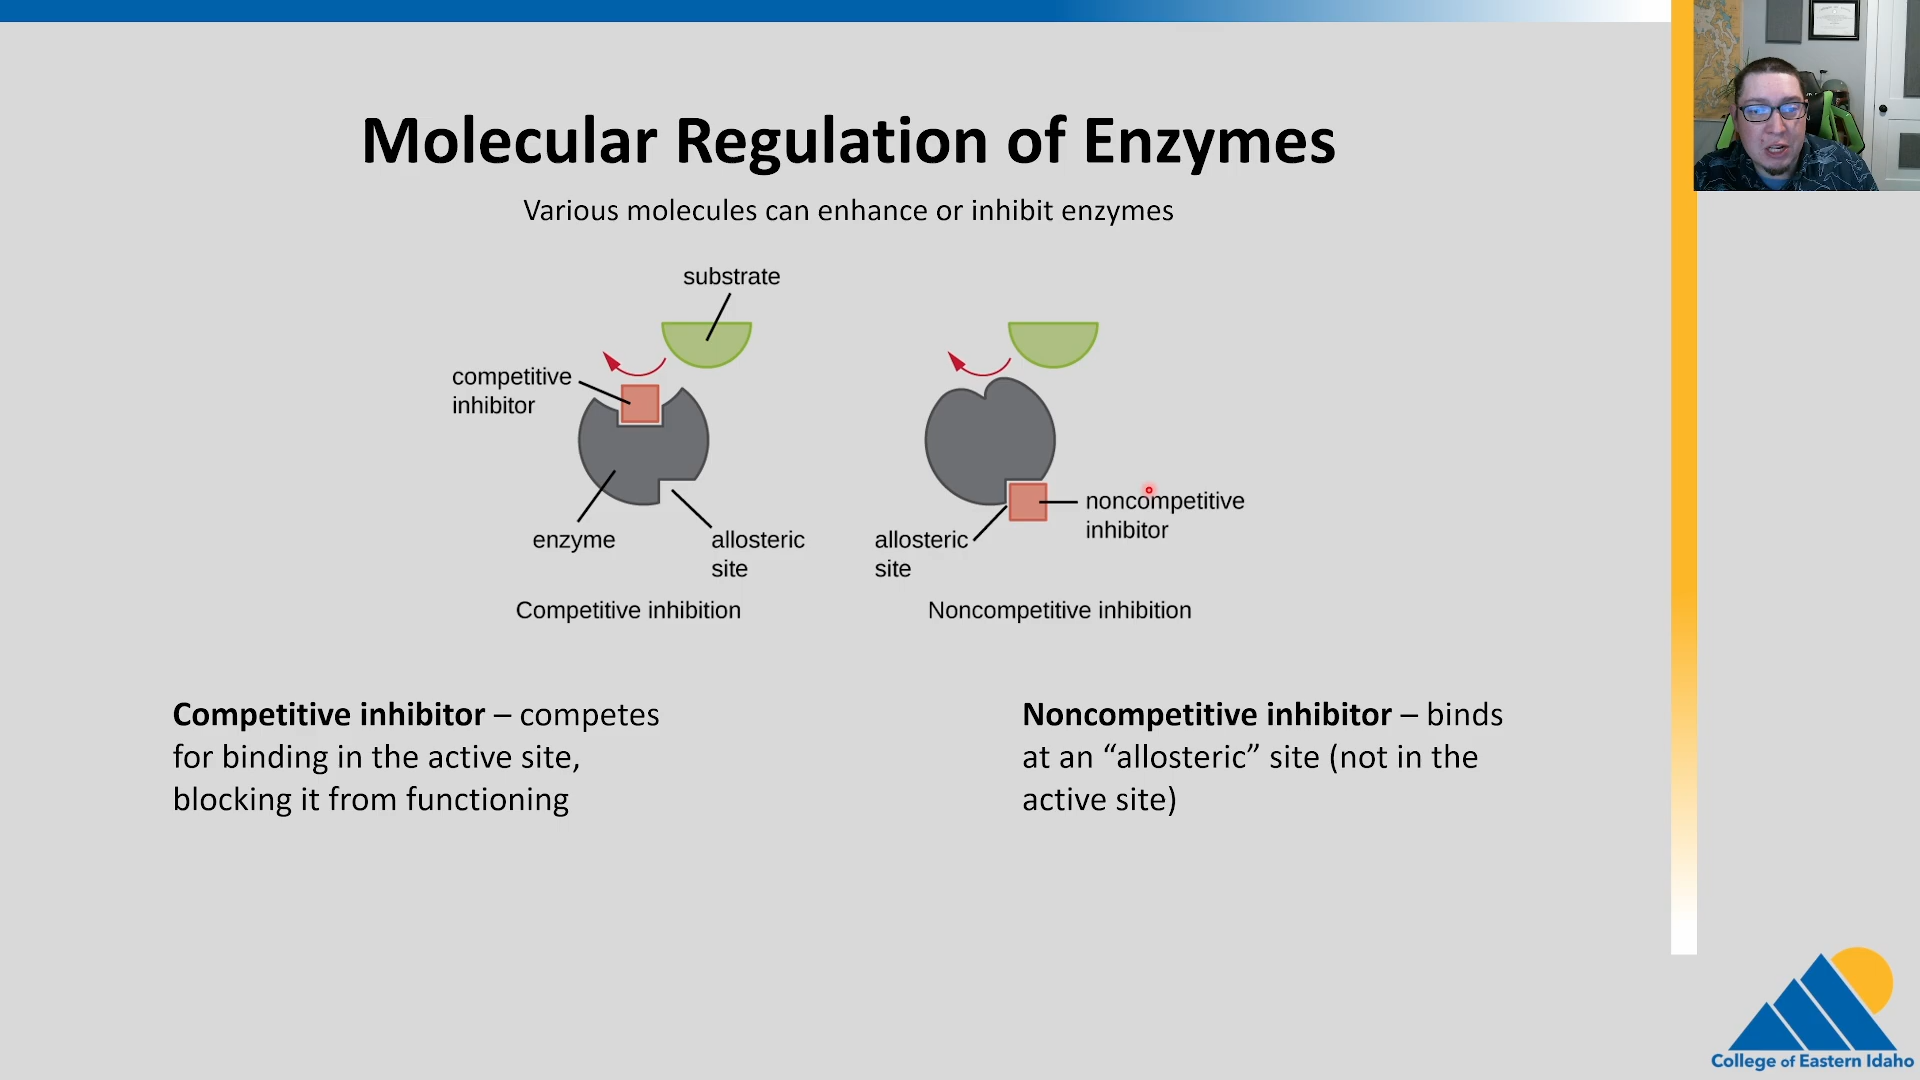 Molecular Regulation of Enzymes
Various molecules can enhance or inhibit enzymes
substrate
competitive
inhibitor
enzyme
allosteric
site
Competitive inhibition
allosteric
site
noncompetitive
inhibitor
Noncompetitive inhibition
Competitive inhibitor – competes
for binding in the active site,
blocking it from functioning
Noncompetitive inhibitor – binds
at an “allosteric” site (not in the
active site)
College of Eastern Idaho